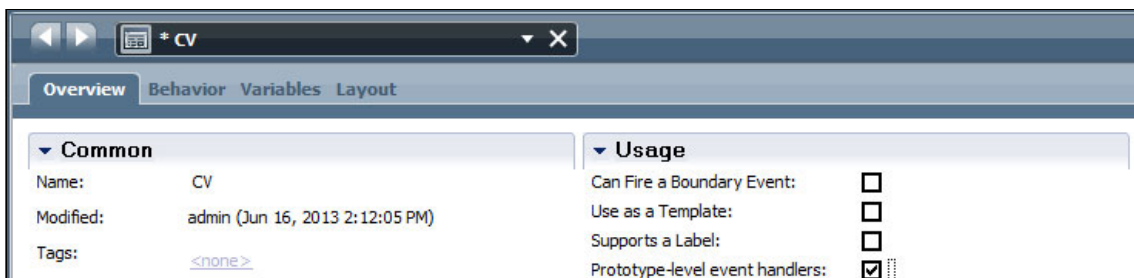 * CV
Overview Behavior Variables Layout
Common
Name: CV
Modified: admin (Jun 16, 2013 2:12:05 PM)
Tags: <none>
Usage
Can Fire a Boundary Event:
Use as a Template:
Supports a Label:
Prototype-level event handlers: